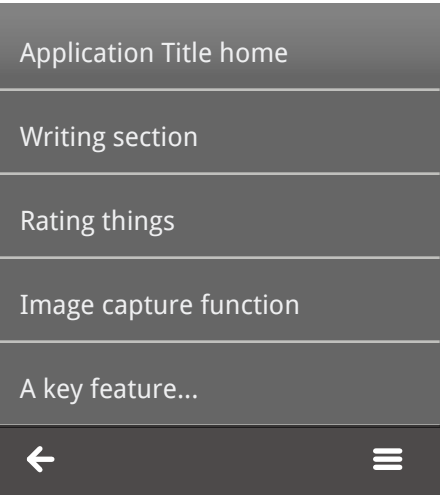 Application Title home
Writing section
Rating things
Image capture function
A key feature...